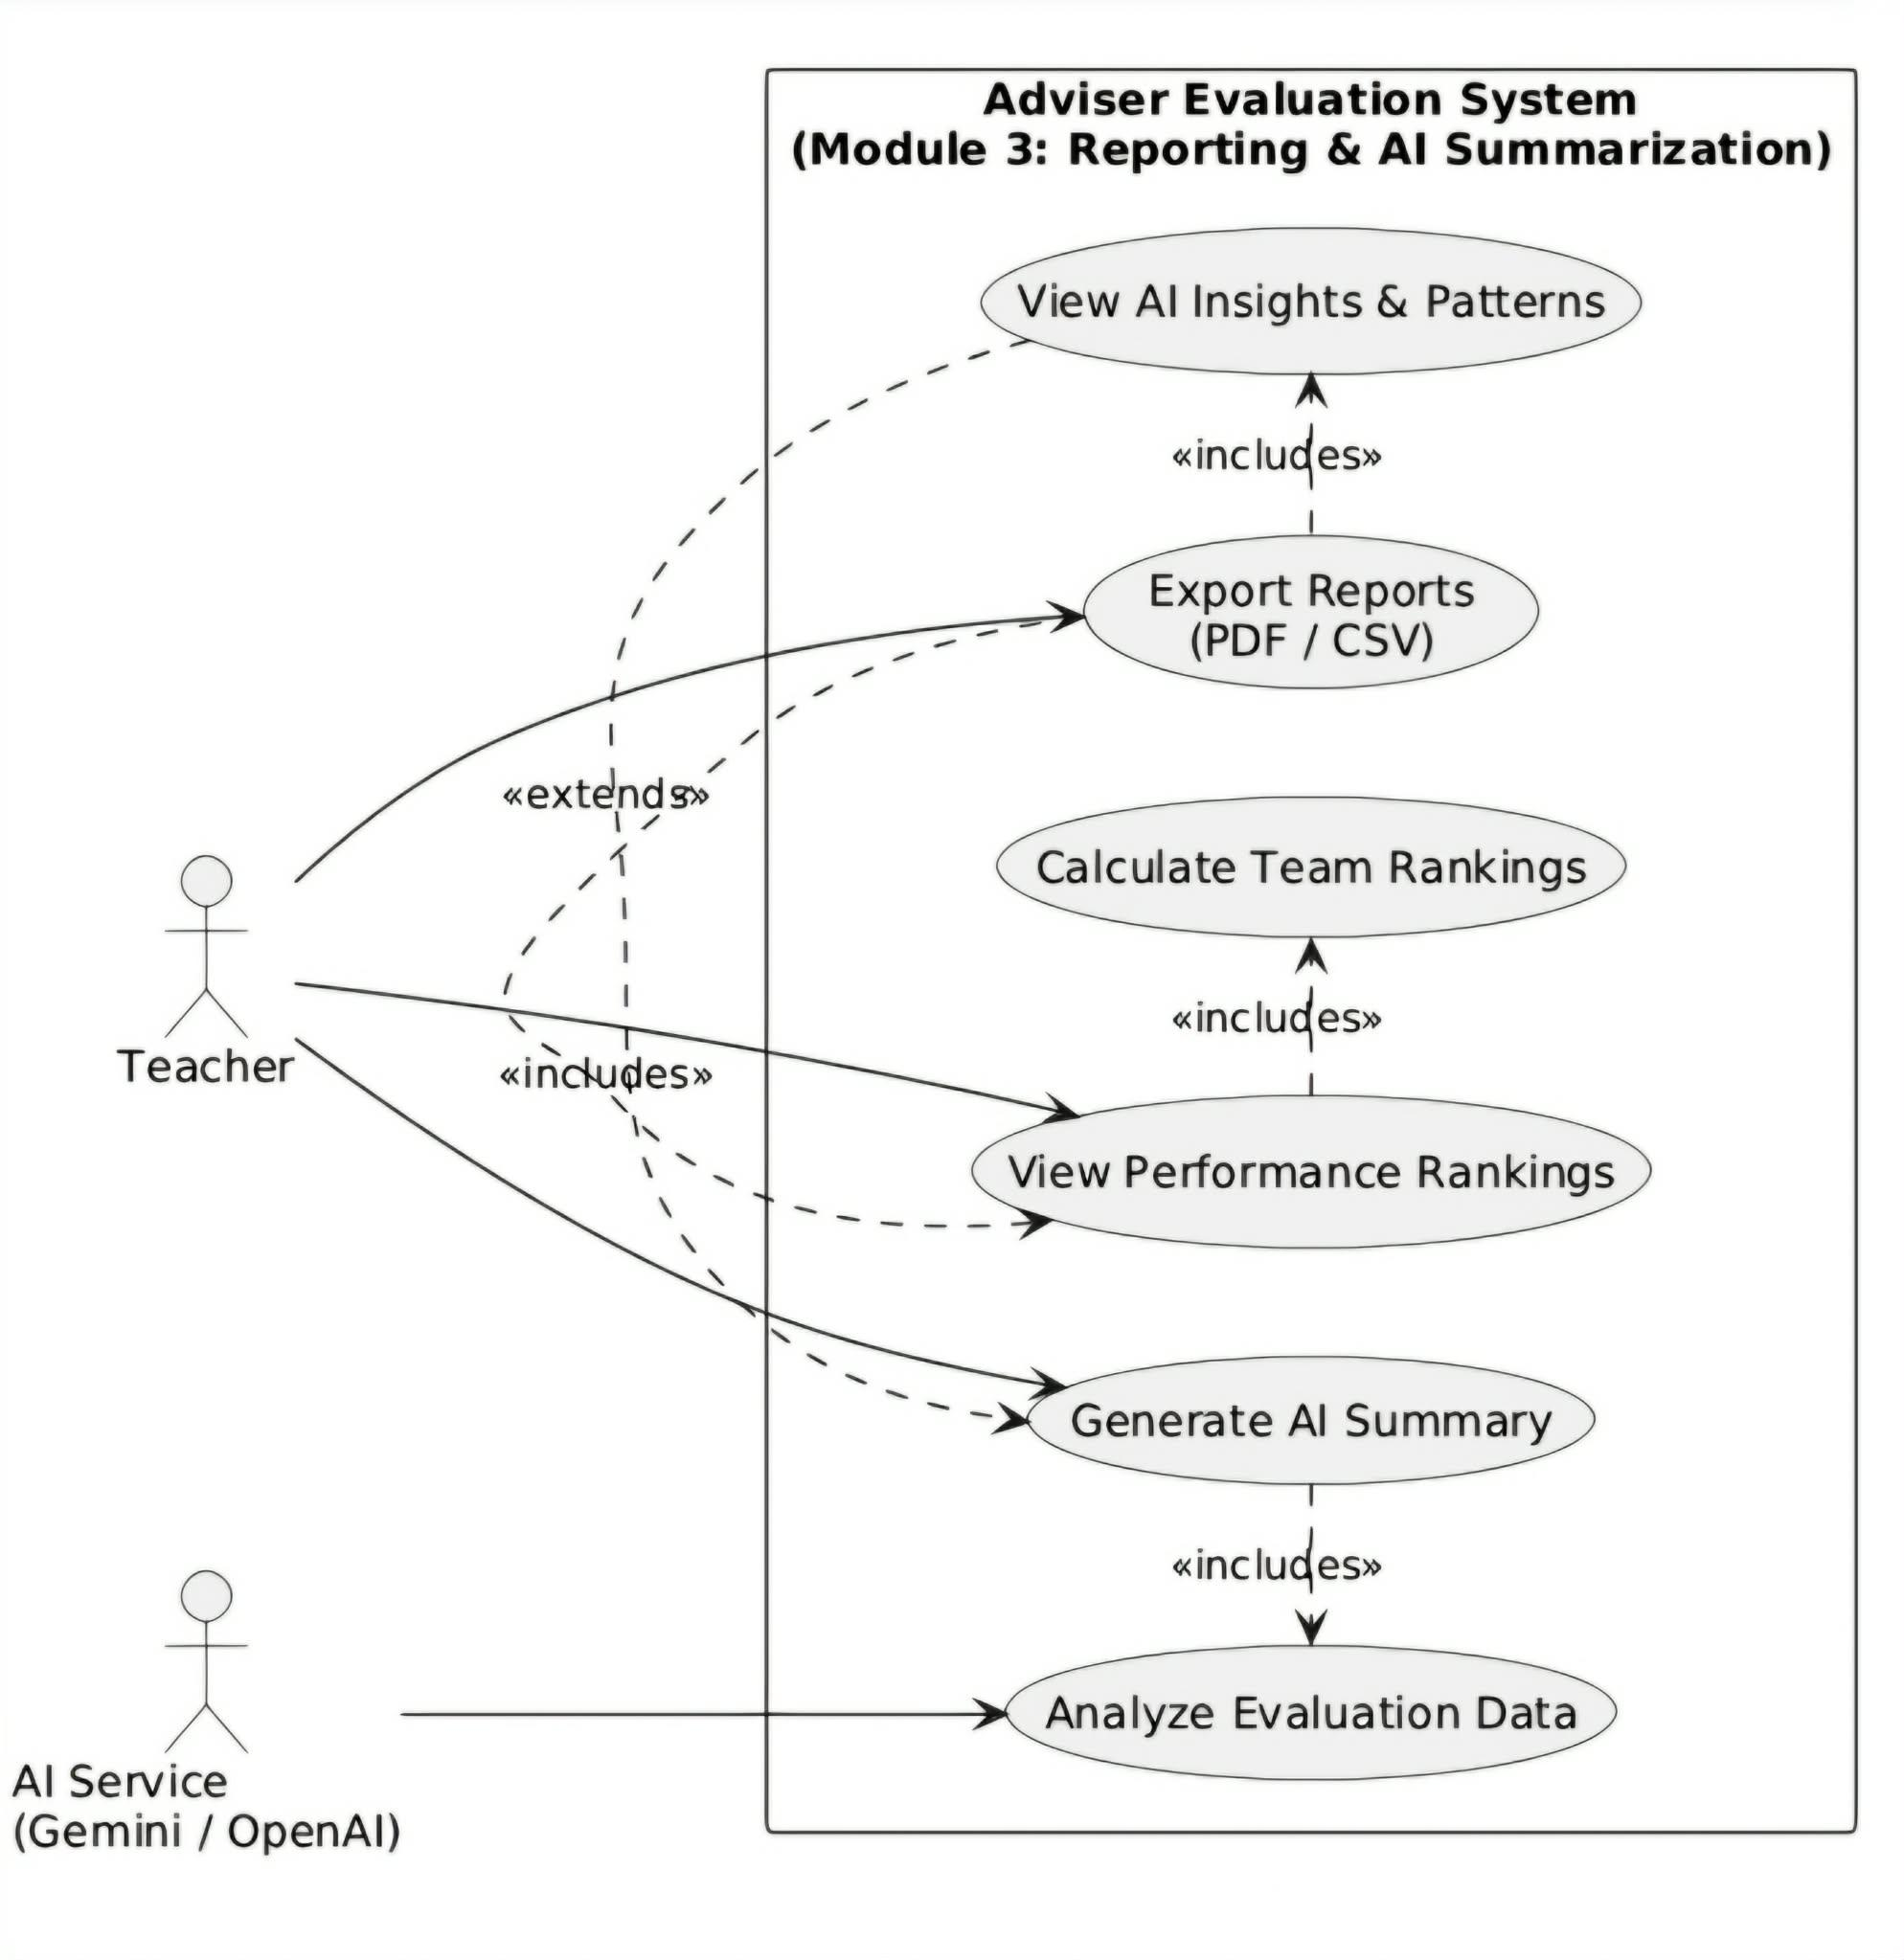 Adviser Evaluation System
(Module 3: Reporting & AI Summarization)
View AI Insights & Patterns
«includes»
Export Reports
(PDF / CSV)
«extends»
Calculate Team Rankings
«includes»
Teacher
«includes»
View Performance Rankings
Generate AI Summary
«includes»
Analyze Evaluation Data
AI Service
(Gemini / OpenAI)